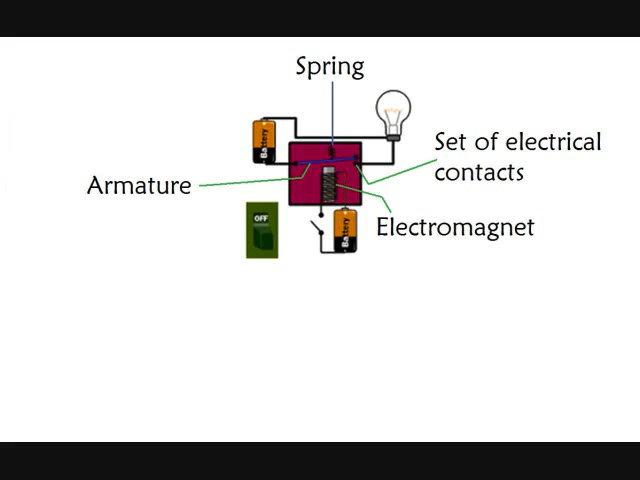 Spring
Battery
Set of electrical
contacts
Armature
OFF
Battery
Electromagnet